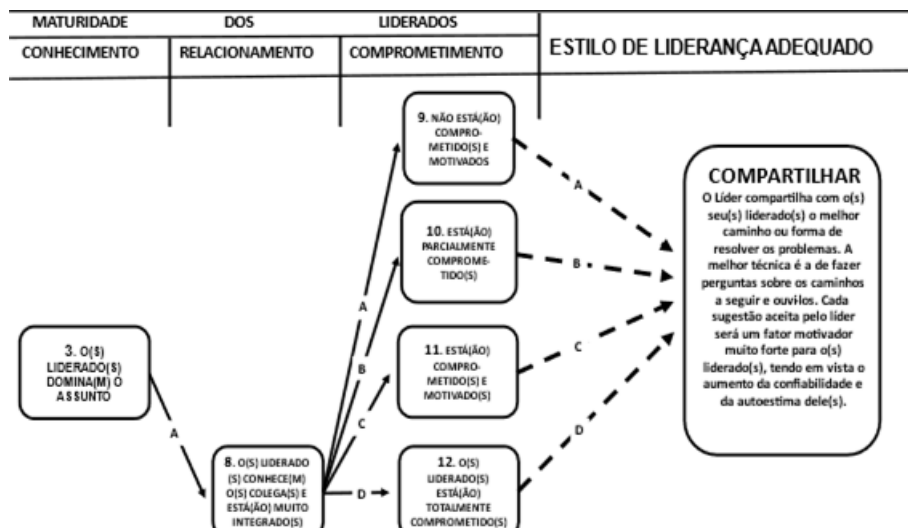 MATURIDADE DOS LIDERADOS
CONHECIMENTO RELACIONAMENTO COMPROMETIMENTO ESTILO DE LIDERANÇA ADEQUADO
9. NÃO ESTÁ(ÃO)
COMPRO-
METIDO(S) E
MOTIVADOS
A
COMPARTILHAR
O Líder compartilha com o(s)
seu(s) liderado(s) o melhor
caminho ou forma de
resolver os problemas. A
melhor técnica é a de fazer
perguntas sobre os caminhos
a seguir e ouvi-los. Cada
sugestão aceita pelo líder
será um fator motivador
muito forte para o(s)
liderado(s), tendo em vista o
aumento da confiabilidade e
da autoestima dele(s).
10. ESTÁ(ÃO)
PARCIALMENTE
COMPROME-
TIDO(S)
B
3. O(S)
LIDERADO(S)
DOMINA(M) O
ASSUNTO
A
B
C
11. ESTÁ(ÃO)
COMPRO-
METIDO(S) E
MOTIVADO(S)
C
A
8. O(S) LIDERADO
(S) CONHECE(M)
O(S) COLEGA(S) E
ESTÁ(ÃO) MUITO
INTEGRADO(S)
D
12. O(S)
LIDERADO(S)
ESTÁ(ÃO)
TOTALMENTE
COMPROMETIDO(S)
D